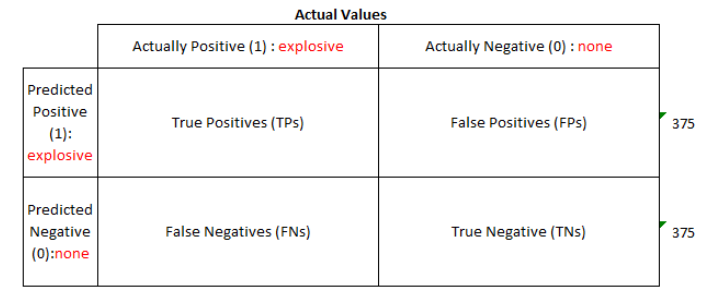 Actual Values
Actually Positive (1) : explosive
Actually Negative (0) : none
Predicted
Positive
(1):
explosive
True Positives (TPs)
False Positives (FPs)
375
Predicted
Negative
(0):none
False Negatives (FNs)
True Negative (TNs)
375